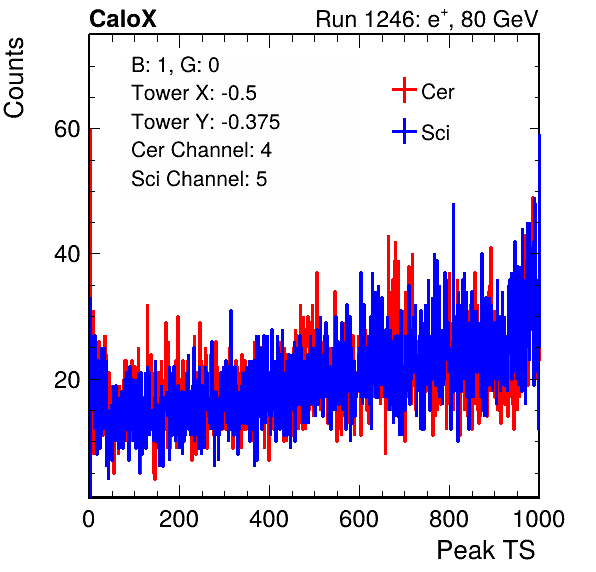 CaloX Run 1246: e⁺, 80 GeV
Counts
B: 1, G: 0
Tower X: -0.5
Tower Y: -0.375
Cer Channel: 4
Sci Channel: 5
Cer
Sci
60
40
20
0 200 400 600 800 1000
Peak TS